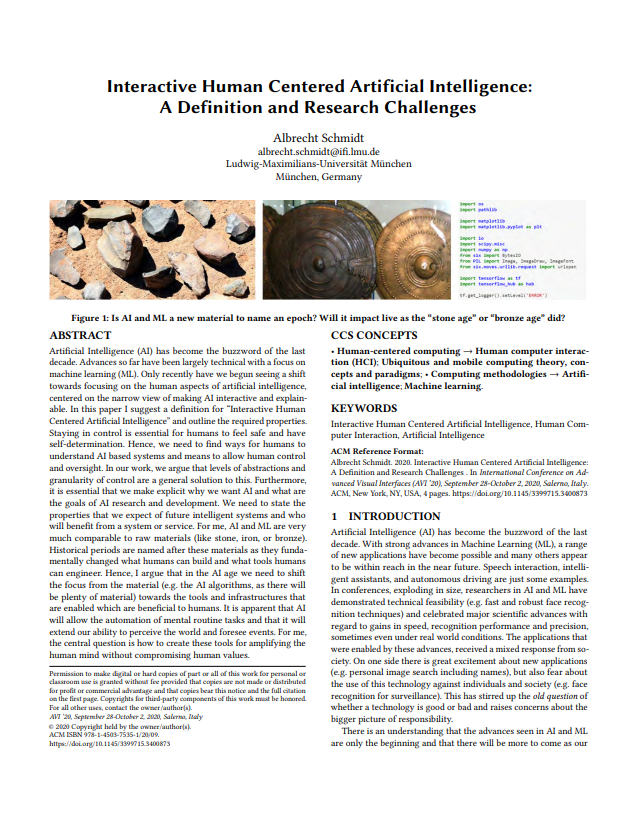 Interactive Human Centered Artificial Intelligence:
A Definition and Research Challenges
Albrecht Schmidt
albrecht.schmidt@ifi.lmu.de
Ludwig-Maximilians-Universität München
München, Germany
import os
import pathlib
import matplotlib
import matplotlib.pyplot as plt
import io
import scipy.misc
import numpy as np
from six import BytesIO
from PIL import Image, ImageDraw, ImageFont
from six.moves.urllib.request import urlopen
import tensorflow as tf
import tensorflow_hub as hub
tf.get_logger().setLevel('ERROR')
Figure 1: Is AI and ML a new material to name an epoch? Will it impact live as the “stone age” or “bronze age” did?
ABSTRACT
Artificial Intelligence (AI) has become the buzzword of the last
decade. Advances so far have been largely technical with a focus on
machine learning (ML). Only recently have we begun seeing a shift
towards focusing on the human aspects of artificial intelligence,
centered on the narrow view of making AI interactive and explain-
able. In this paper I suggest a definition for “Interactive Human
Centered Artificial Intelligence” and outline the required properties.
Staying in control is essential for humans to feel safe and have
self-determination. Hence, we need to find ways for humans to
understand AI based systems and means to allow human control
and oversight. In our work, we argue that levels of abstractions and
granularity of control are a general solution to this. Furthermore,
it is essential that we make explicit why we want AI and what are
the goals of AI research and development. We need to state the
properties that we expect of future intelligent systems and who
will benefit from a system or service. For me, AI and ML are very
much comparable to raw materials (like stone, iron, or bronze).
Historical periods are named after these materials as they funda-
mentally changed what humans can build and what tools humans
can engineer. Hence, I argue that in the AI age we need to shift
the focus from the material (e.g. the AI algorithms, as there will
be plenty of material) towards the tools and infrastructures that
are enabled which are beneficial to humans. It is apparent that AI
will allow the automation of mental routine tasks and that it will
extend our ability to perceive the world and foresee events. For me,
the central question is how to create these tools for amplifying the
human mind without compromising human values.
Permission to make digital or hard copies of part or all of this work for personal or
classroom use is granted without fee provided that copies are not made or distributed
for profit or commercial advantage and that copies bear this notice and the full citation
on the first page. Copyrights for third-party components of this work must be honored.
For all other uses, contact the owner/author(s).
AVI ’20, September 28-October 2, 2020, Salerno, Italy
© 2020 Copyright held by the owner/author(s).
ACM ISBN 978-1-4503-7535-1/20/09.
https://doi.org/10.1145/3399715.3400873
CCS CONCEPTS
• Human-centered computing → Human computer interac-
tion (HCI); Ubiquitous and mobile computing theory, con-
cepts and paradigms; • Computing methodologies → Artifi-
cial intelligence; Machine learning.
KEYWORDS
Interactive Human Centered Artificial Intelligence, Human Com-
puter Interaction, Artificial Intelligence
ACM Reference Format:
Albrecht Schmidt. 2020. Interactive Human Centered Artificial Intelligence:
A Definition and Research Challenges . In International Conference on Ad-
vanced Visual Interfaces (AVI ’20), September 28-October 2, 2020, Salerno, Italy.
ACM, New York, NY, USA, 4 pages. https://doi.org/10.1145/3399715.3400873
1 INTRODUCTION
Artificial Intelligence (AI) has become the buzzword of the last
decade. With strong advances in Machine Learning (ML), a range
of new applications have become possible and many others appear
to be within reach in the near future. Speech interaction, intelli-
gent assistants, and autonomous driving are just some examples.
In conferences, exploding in size, researchers in AI and ML have
demonstrated technical feasibility (e.g. fast and robust face recog-
nition techniques) and celebrated major scientific advances with
regard to gains in speed, recognition performance and precision,
sometimes even under real world conditions. The applications that
were enabled by these advances, received a mixed response from so-
ciety. On one side there is great excitement about new applications
(e.g. personal image search including names), but also fear about
the use of this technology against individuals and society (e.g. face
recognition for surveillance). This has stirred up the old question of
whether a technology is good or bad and raises concerns about the
bigger picture of responsibility.
There is an understanding that the advances seen in AI and ML
are only the beginning and that there will be more to come as our